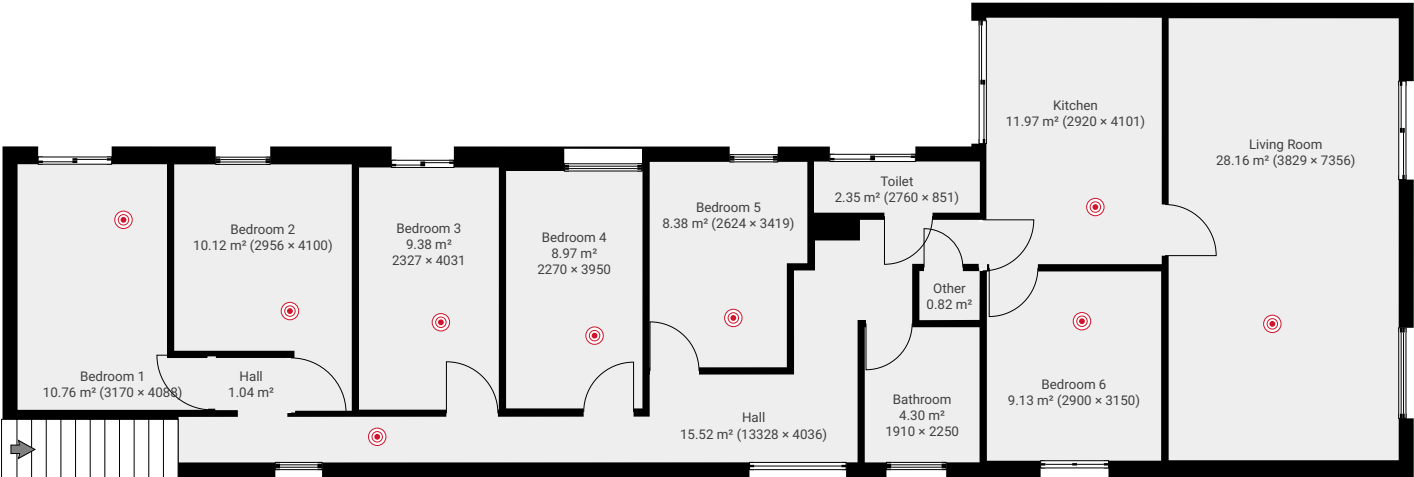 Kitchen
11.97 m² (2920 × 4101)
Living Room
28.16 m² (3829 × 7356)
Toilet
2.35 m² (2760 × 851)
Bedroom 5
8.38 m² (2624 × 3419)
Bedroom 2
10.12 m² (2956 × 4100)
Bedroom 3
9.38 m²
2327 × 4031
Bedroom 4
8.97 m²
2270 × 3950
Other
0.82 m²
Bedroom 1
10.76 m² (3170 × 4088)
Hall
1.04 m²
Bedroom 6
9.13 m² (2900 × 3150)
Bathroom
4.30 m²
1910 × 2250
Hall
15.52 m² (13328 × 4036)